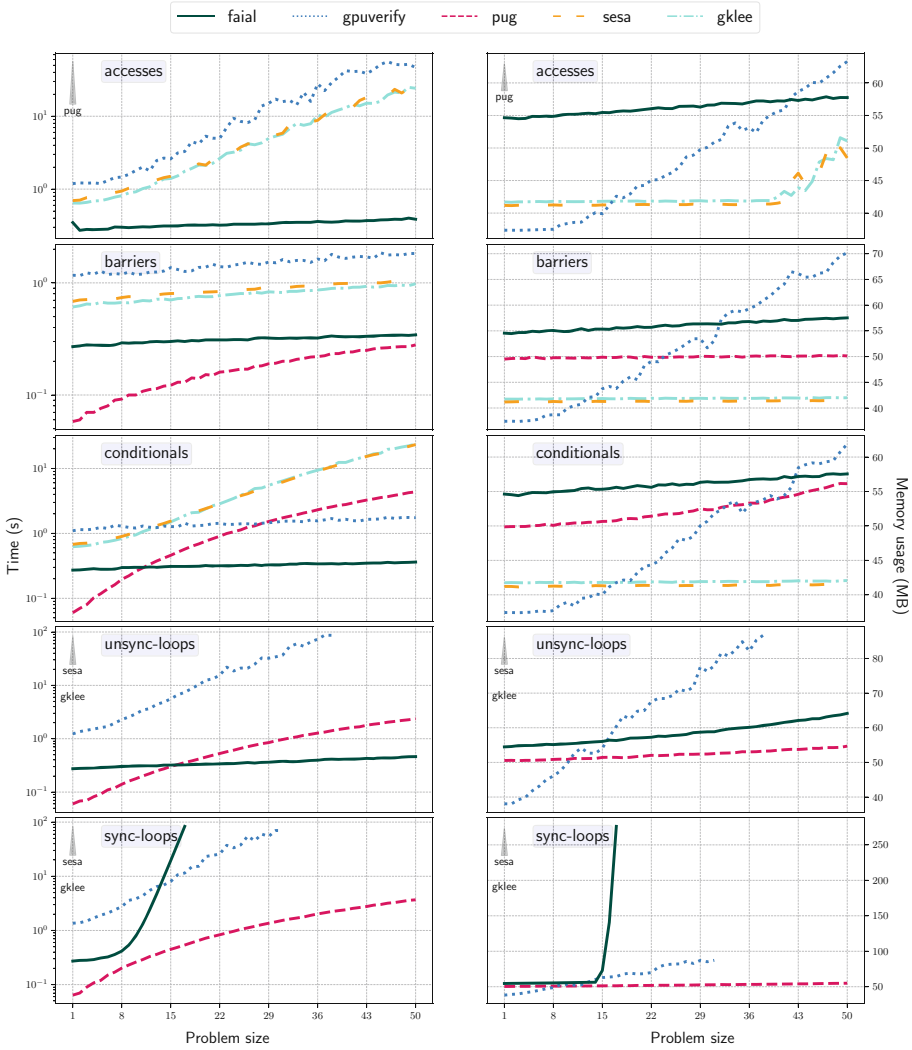 faial gpuverify pug sesa gklee
accesses
pug
10¹
10⁰
accesses
pug
60
55
50
45
40
barriers
10⁰
10⁻¹
barriers
70
65
60
55
50
45
40
conditionals
10¹
10⁰
10⁻¹
conditionals
60
55
50
45
40
Time (s)
Memory usage (MB)
unsync-loops
sesa
gklee
10²
10¹
10⁰
10⁻¹
unsync-loops
sesa
gklee
80
70
60
50
40
sync-loops
sesa
gklee
10²
10¹
10⁰
10⁻¹
1 8 15 22 29 36 43 50
Problem size
sync-loops
sesa
gklee
250
200
150
100
50
1 8 15 22 29 36 43 50
Problem size